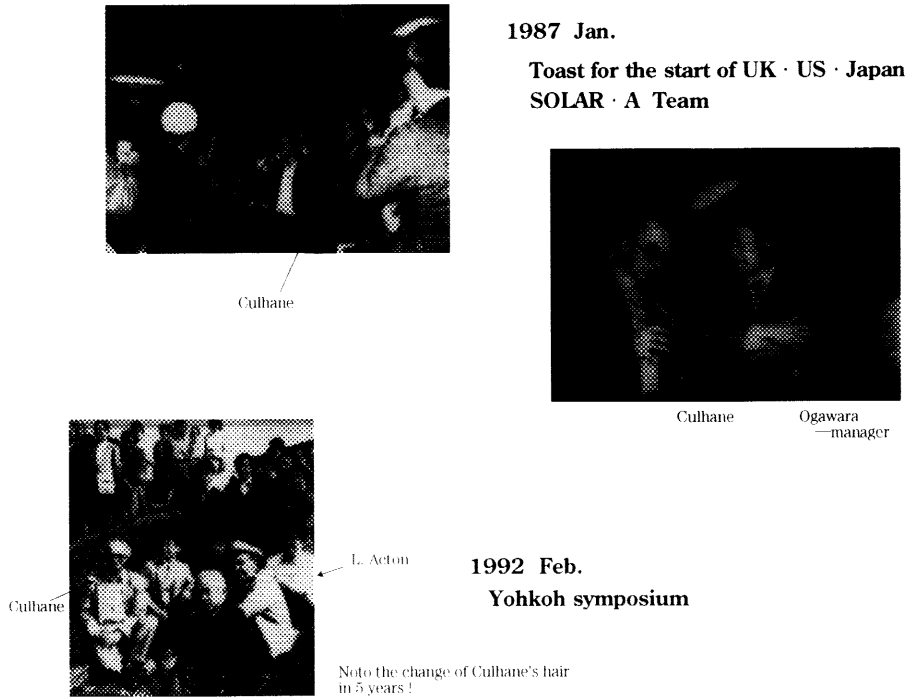 1987 Jan.
Toast for the start of UK · US · Japan
SOLAR · A Team
Culhane
Culhane
Ogawara
—manager
L. Acton
Culhane
1992 Feb.
Yohkoh symposium
Noto the change of Culhane's hair
in 5 years !